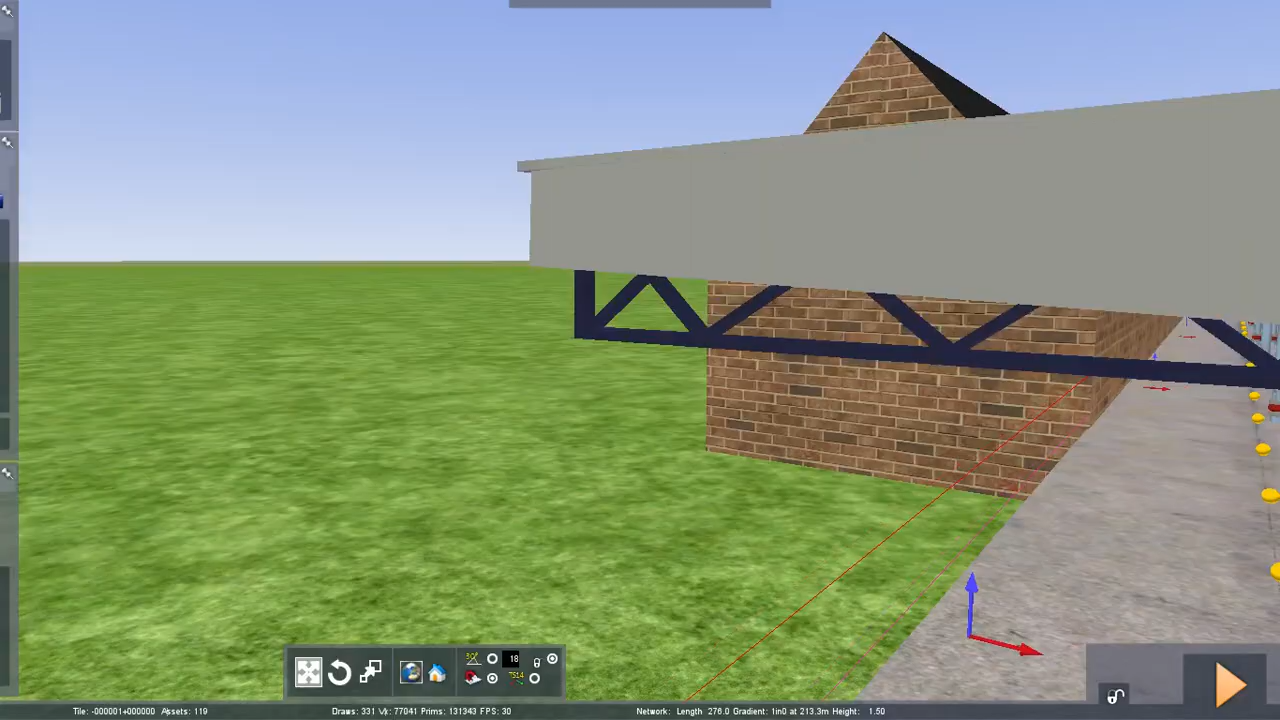 18
Tile: -000001+000000 Assets: 119
Draws: 331 Vk: 77041 Prims: 131343 FPS: 30
Network: Length 276.0 Gradient: 1in0 at 213.3m Height: 1.50